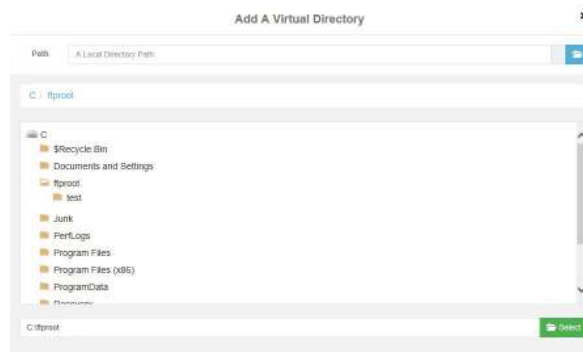 Add A Virtual Directory
Path
A Local Directory Path
C / ftproot
C
$Recycle.Bin
Documents and Settings
ftproot
test
Junk
PerfLogs
Program Files
Program Files (x86)
ProgramData
Recovery
C:\ftproot
Select